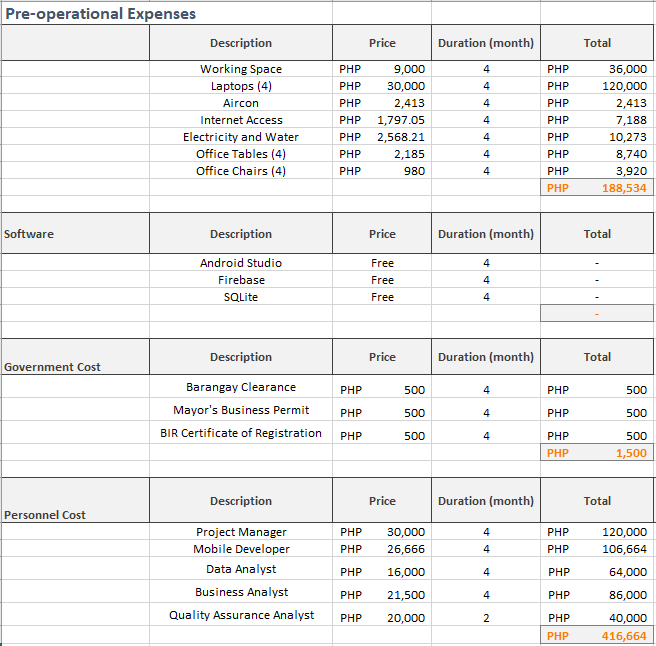 Pre-operational Expenses
Description Price Duration (month) Total
Working Space PHP 9,000 4 PHP 36,000
Laptops (4) PHP 30,000 4 PHP 120,000
Aircon PHP 2,413 4 PHP 2,413
Internet Access PHP 1,797.05 4 PHP 7,188
Electricity and Water PHP 2,568.21 4 PHP 10,273
Office Tables (4) PHP 2,185 4 PHP 8,740
Office Chairs (4) PHP 980 4 PHP 3,920
PHP 188,534
Software Description Price Duration (month) Total
Android Studio Free 4 -
Firebase Free 4 -
SQLite Free 4 -
-
Government Cost Description Price Duration (month) Total
Barangay Clearance PHP 500 4 PHP 500
Mayor's Business Permit PHP 500 4 PHP 500
BIR Certificate of Registration PHP 500 4 PHP 500
PHP 1,500
Personnel Cost Description Price Duration (month) Total
Project Manager PHP 30,000 4 PHP 120,000
Mobile Developer PHP 26,666 4 PHP 106,664
Data Analyst PHP 16,000 4 PHP 64,000
Business Analyst PHP 21,500 4 PHP 86,000
Quality Assurance Analyst PHP 20,000 2 PHP 40,000
PHP 416,664